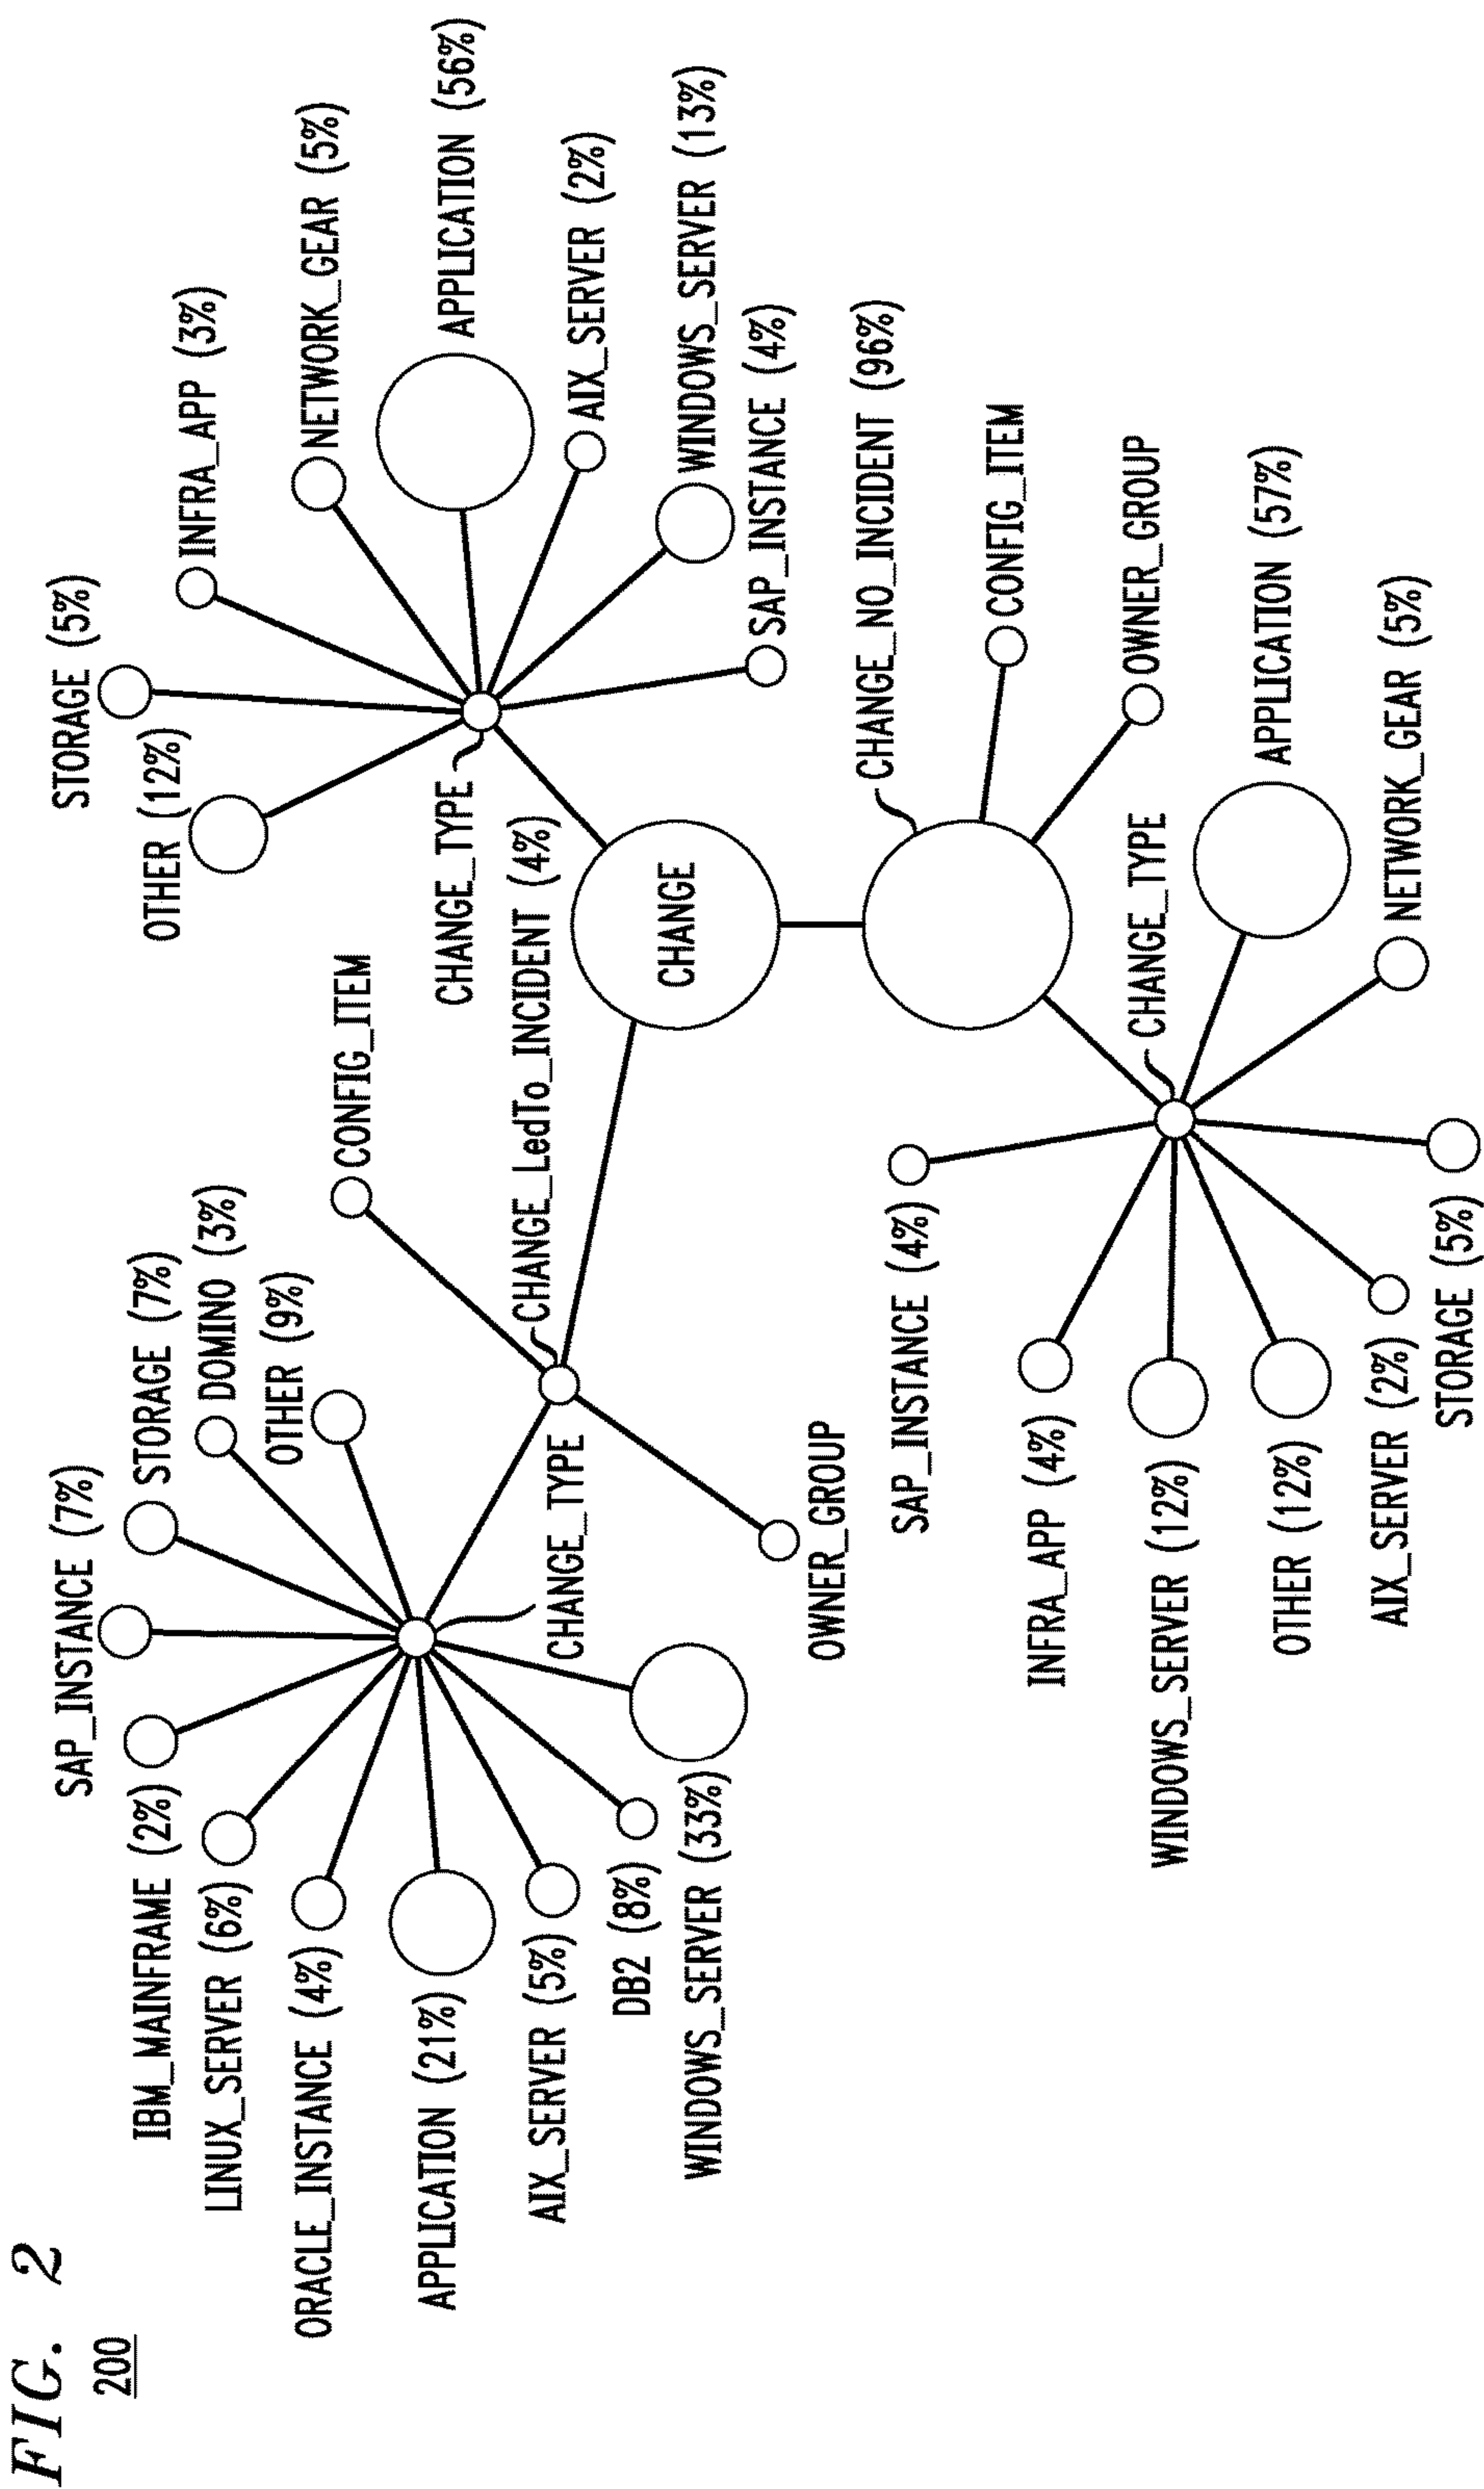 FIG. 2
200
IBM_MAINFRAME (2%)
SAP_INSTANCE (7%)
STORAGE (7%)
DOMINO (3%)
OTHER (9%)
LINUX_SERVER (6%)
ORACLE_INSTANCE (4%)
APPLICATION (21%)
AIX_SERVER (5%)
DB2 (8%)
WINDOWS_SERVER (33%)
CHANGE_TYPE
OWNER_GROUP
CONFIG_ITEM
CHANGE_LedTo_INCIDENT (4%)
CHANGE
STORAGE (5%)
OTHER (12%)
INFRA_APP (3%)
NETWORK_GEAR (5%)
APPLICATION (56%)
AIX_SERVER (2%)
WINDOWS_SERVER (13%)
SAP_INSTANCE (4%)
CHANGE_TYPE
CHANGE_NO_INCIDENT (96%)
CONFIG_ITEM
OWNER_GROUP
CHANGE_TYPE
APPLICATION (57%)
NETWORK_GEAR (5%)
SAP_INSTANCE (4%)
INFRA_APP (4%)
WINDOWS_SERVER (12%)
OTHER (12%)
AIX_SERVER (2%)
STORAGE (5%)